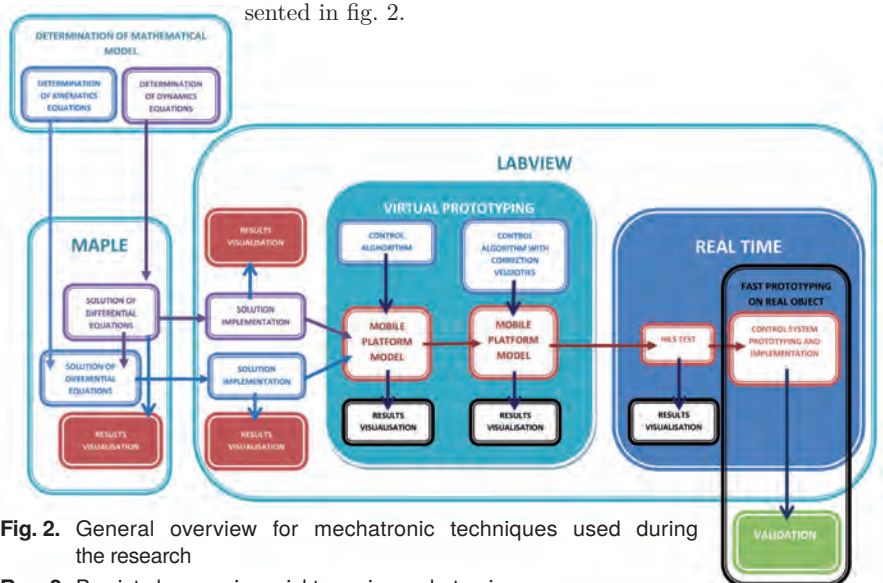 sented in fig. 2.
DETERMINATION OF MATHEMATICAL
MODEL
DETERMINATION
OF KINEMATICS
EQUATIONS
DETERMINATION
OF DYNAMICS
EQUATIONS
LABVIEW
VIRTUAL PROTOTYPING
MAPLE
RESULTS
VISUALISATION
CONTROL
ALGHORITHM
CONTROL
ALGORITHM WITH
CORRECTION
VELOCITIES
REAL TIME
FAST PROTOTYPING
ON REAL OBJECT
SOLUTION OF
DIFFERENTIAL
EQUATIONS
SOLUTION
IMPLEMENTATION
MOBILE
PLATFORM
MODEL
MOBILE
PLATFORM
MODEL
HILS TEST
CONTROL SYSTEM
PROTOTYPING AND
IMPLEMENTATION
SOLUTION OF
DIFFERENTIAL
EQUATIONS
SOLUTION
IMPLEMENTATION
RESULTS
VISUALISATION
RESULTS
VISUALISATION
RESULTS
VISUALISATION
RESULTS
VISUALISATION
RESULTS
VISUALISATION
VALIDATION
Fig. 2. General overview for mechatronic techniques used during
the research